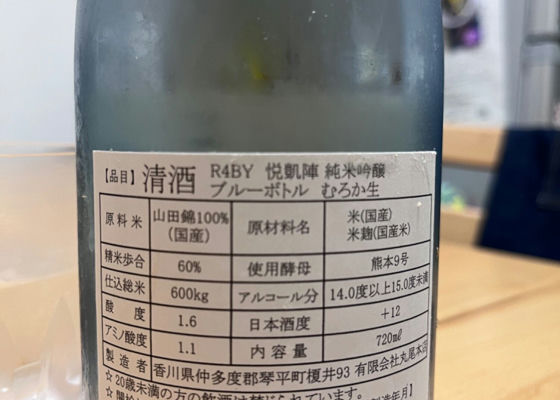 【品目】清酒 R4BY 悦凱陣 純米吟醸
ブルーボトル むろか生
原料米 山田錦100%(国産) 原材料名 米(国産)米麹(国産米)
精米歩合 60% 使用酵母 熊本9号
仕込総米 600kg アルコール分 14.0度以上15.0度未満
酸度 1.6 日本酒度 +12
アミノ酸度 1.1 内容量 720ml
製造者 香川県仲多度郡琴平町榎井93 有限会社丸尾本店
☆20歳未満の方の飲酒は禁じられています。
製造年月】